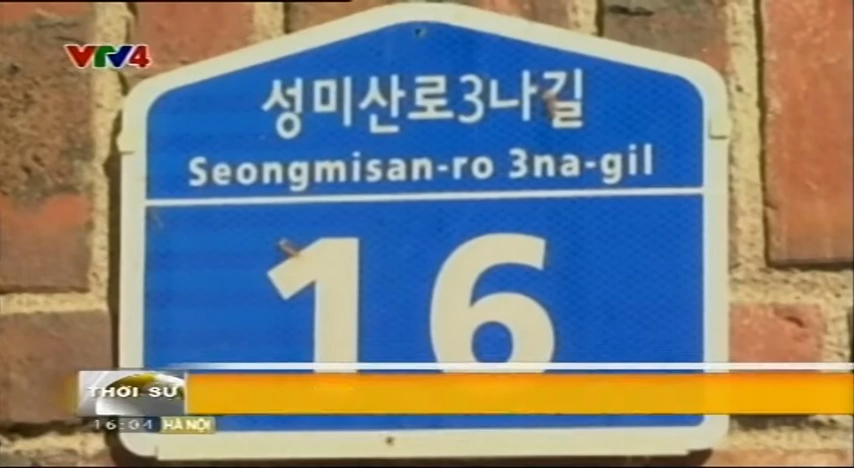 VTV4
성미산로3나길
Seongmisan-ro 3na-gil
16
THỜI SỰ
16:04 HÀ NỘI